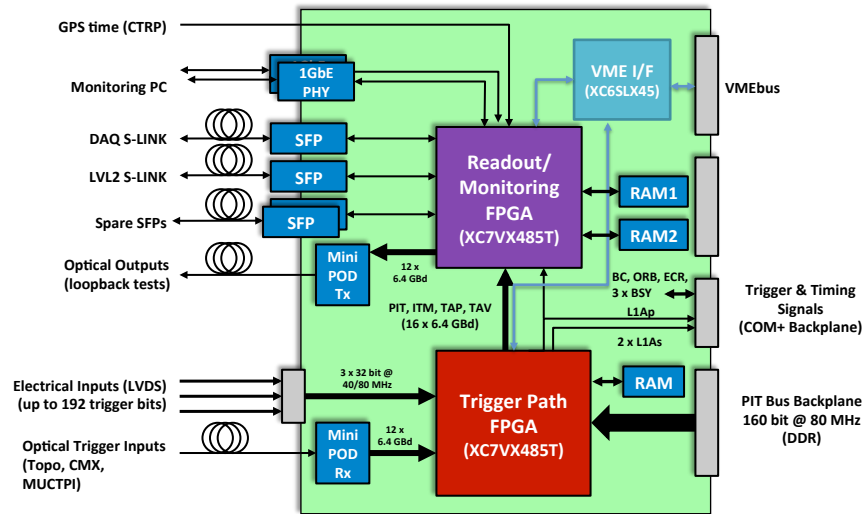 GPS time (CTRP)
Monitoring PC
1GbE
PHY
VME I/F
(XC6SLX45)
VMEbus
DAQ S-LINK
SFP
LVL2 S-LINK
SFP
Spare SFPs
SFP
Readout/
Monitoring
FPGA
(XC7VX485T)
RAM1
RAM2
Optical Outputs
(loopback tests)
Mini
POD
Tx
12 x
6.4 GBd
PIT, ITM, TAP, TAV
(16 x 6.4 GBd)
BC, ORB, ECR,
3 x BSY
L1Ap
2 x L1As
Trigger & Timing
Signals
(COM+ Backplane)
Electrical Inputs (LVDS)
(up to 192 trigger bits)
3 x 32 bit @
40/80 MHz
Trigger Path
FPGA
(XC7VX485T)
RAM
PIT Bus Backplane
160 bit @ 80 MHz
(DDR)
Optical Trigger Inputs
(Topo, CMX,
MUCTPI)
Mini
POD
Rx
12 x
6.4 GBd